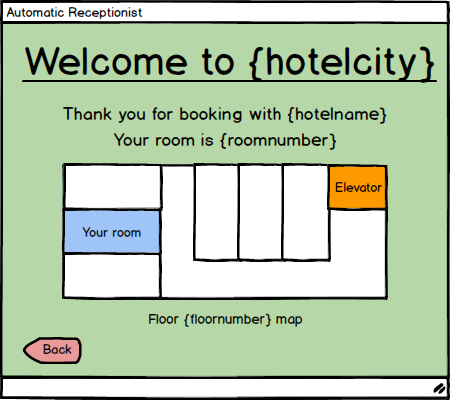 Automatic Receptionist
Welcome to {hotelcity}
Thank you for booking with {hotelname}
Your room is {roomnumber}
Elevator
Your room
Floor {floornumber} map
Back